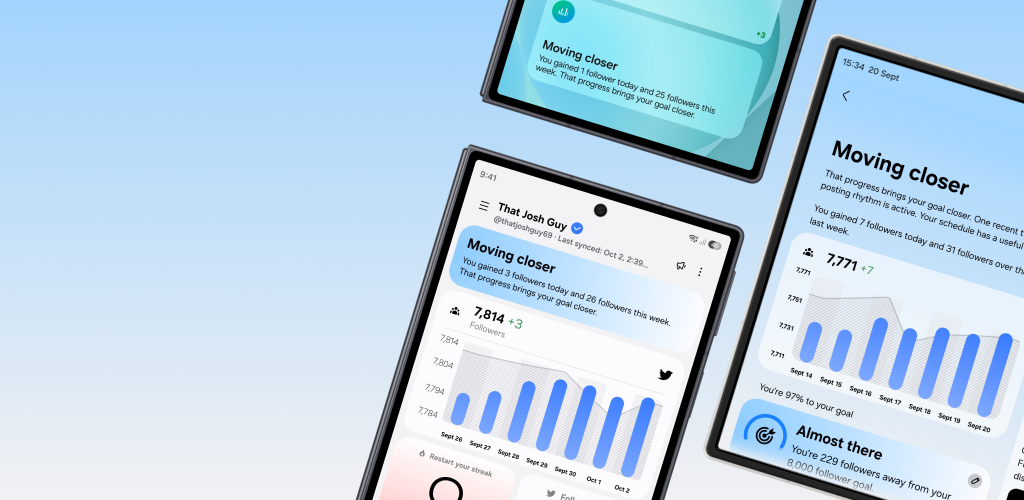 +3
Moving closer
You gained 1 follower today and 25 followers this
week. That progress brings your goal closer.
9:41
That Josh Guy
@thatjoshguy69 · Last synced: Oct 2, 2:39...
Moving closer
You gained 3 followers today and 26 followers this week.
That progress brings your goal closer.
7,814 +3
Followers
7,814
7,804
7,794
7,784
Sept 26 Sept 27 Sept 28 Sept 29 Sept 30 Oct 1 Oct 2
Restart your streak
15:34 20 Sept
Moving closer
That progress brings your goal closer. One recent
posting rhythm is active. Your schedule has a
You gained 7 followers today and 31 followers over
last week.
7,771 +7
7,771
7,751
7,731
7,711
Sept 14 Sept 15 Sept 16 Sept 17 Sept 18 Sept 19 Sept 20
You're 97% to your goal
Almost there
You're 229 followers away from your
8,000 follower goal.